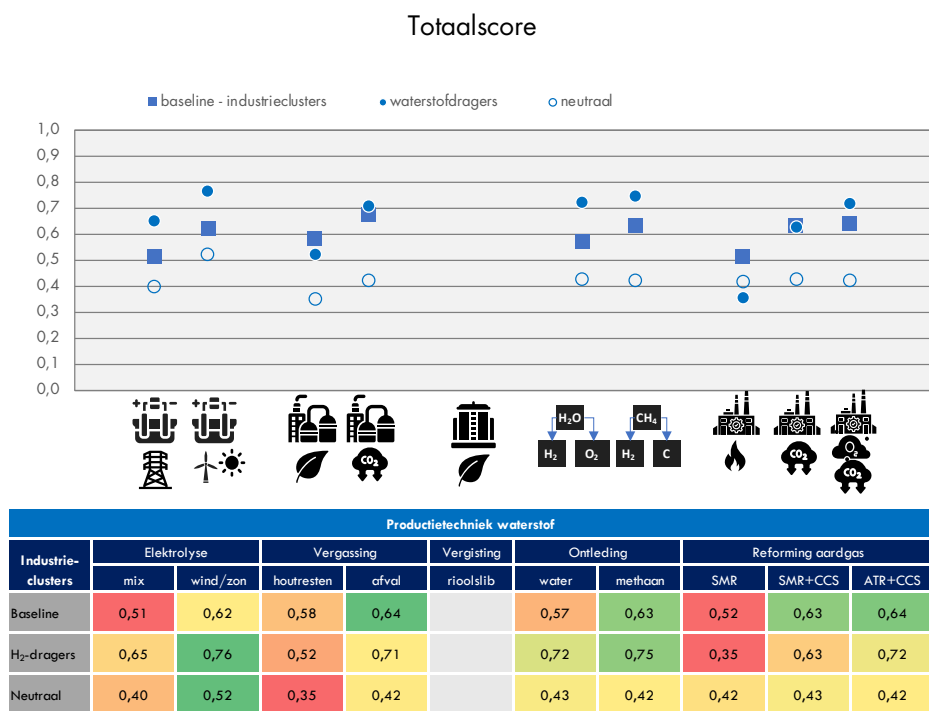 Totaalscore
baseline - industrieclusters waterstofdragers neutraal
1,0
0,9
0,8
0,7
0,6
0,5
0,4
0,3
0,2
0,1
0,0
H₂O CH₄
H₂ O₂ H₂ C
CO₂ CO₂ O₂
CO₂
Productietechniek waterstof
Industrie-clusters Elektrolyse Vergassing Vergisting Ontleding Reforming aardgas
mix wind/zon houtresten afval rioolslib water methaan SMR SMR+CCS ATR+CCS
Baseline 0,51 0,62 0,58 0,64 0,57 0,63 0,52 0,63 0,64
H₂-dragers 0,65 0,76 0,52 0,71 0,72 0,75 0,35 0,63 0,72
Neutraal 0,40 0,52 0,35 0,42 0,43 0,42 0,42 0,43 0,42